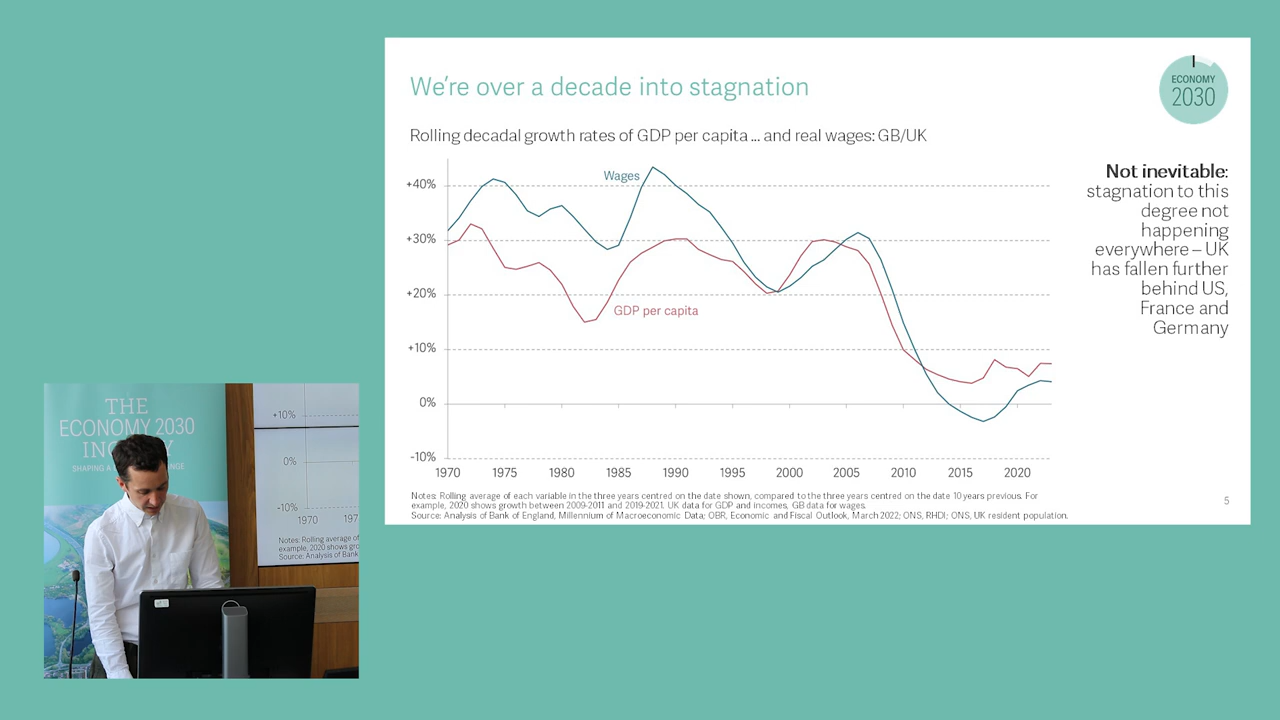 We’re over a decade into stagnation
ECONOMY
2030
Rolling decadal growth rates of GDP per capita ... and real wages: GB/UK
Not inevitable:
stagnation to this
degree not
happening
everywhere – UK
has fallen further
behind US,
France and
Germany
Wages
GDP per capita
+40%
+30%
+20%
+10%
0%
-10%
1970 1975 1980 1985 1990 1995 2000 2005 2010 2015 2020
Notes: Rolling average of each variable in the three years centred on the date shown, compared to the three years centred on the date 10 years previous. For
example, 2020 shows growth between 2009-2011 and 2019-2021. UK data for GDP and incomes, GB data for wages.
Source: Analysis of Bank of England, Millennium of Macroeconomic Data; OBR, Economic and Fiscal Outlook, March 2022; ONS, RHDI; ONS, UK resident population.
5
THE
ECONOMY 2030
SHAPING A
+10%
0%
-10%
1970 197
Notes: Rolling average of
example, 2020 shows gro
Source: Analysis of Bank